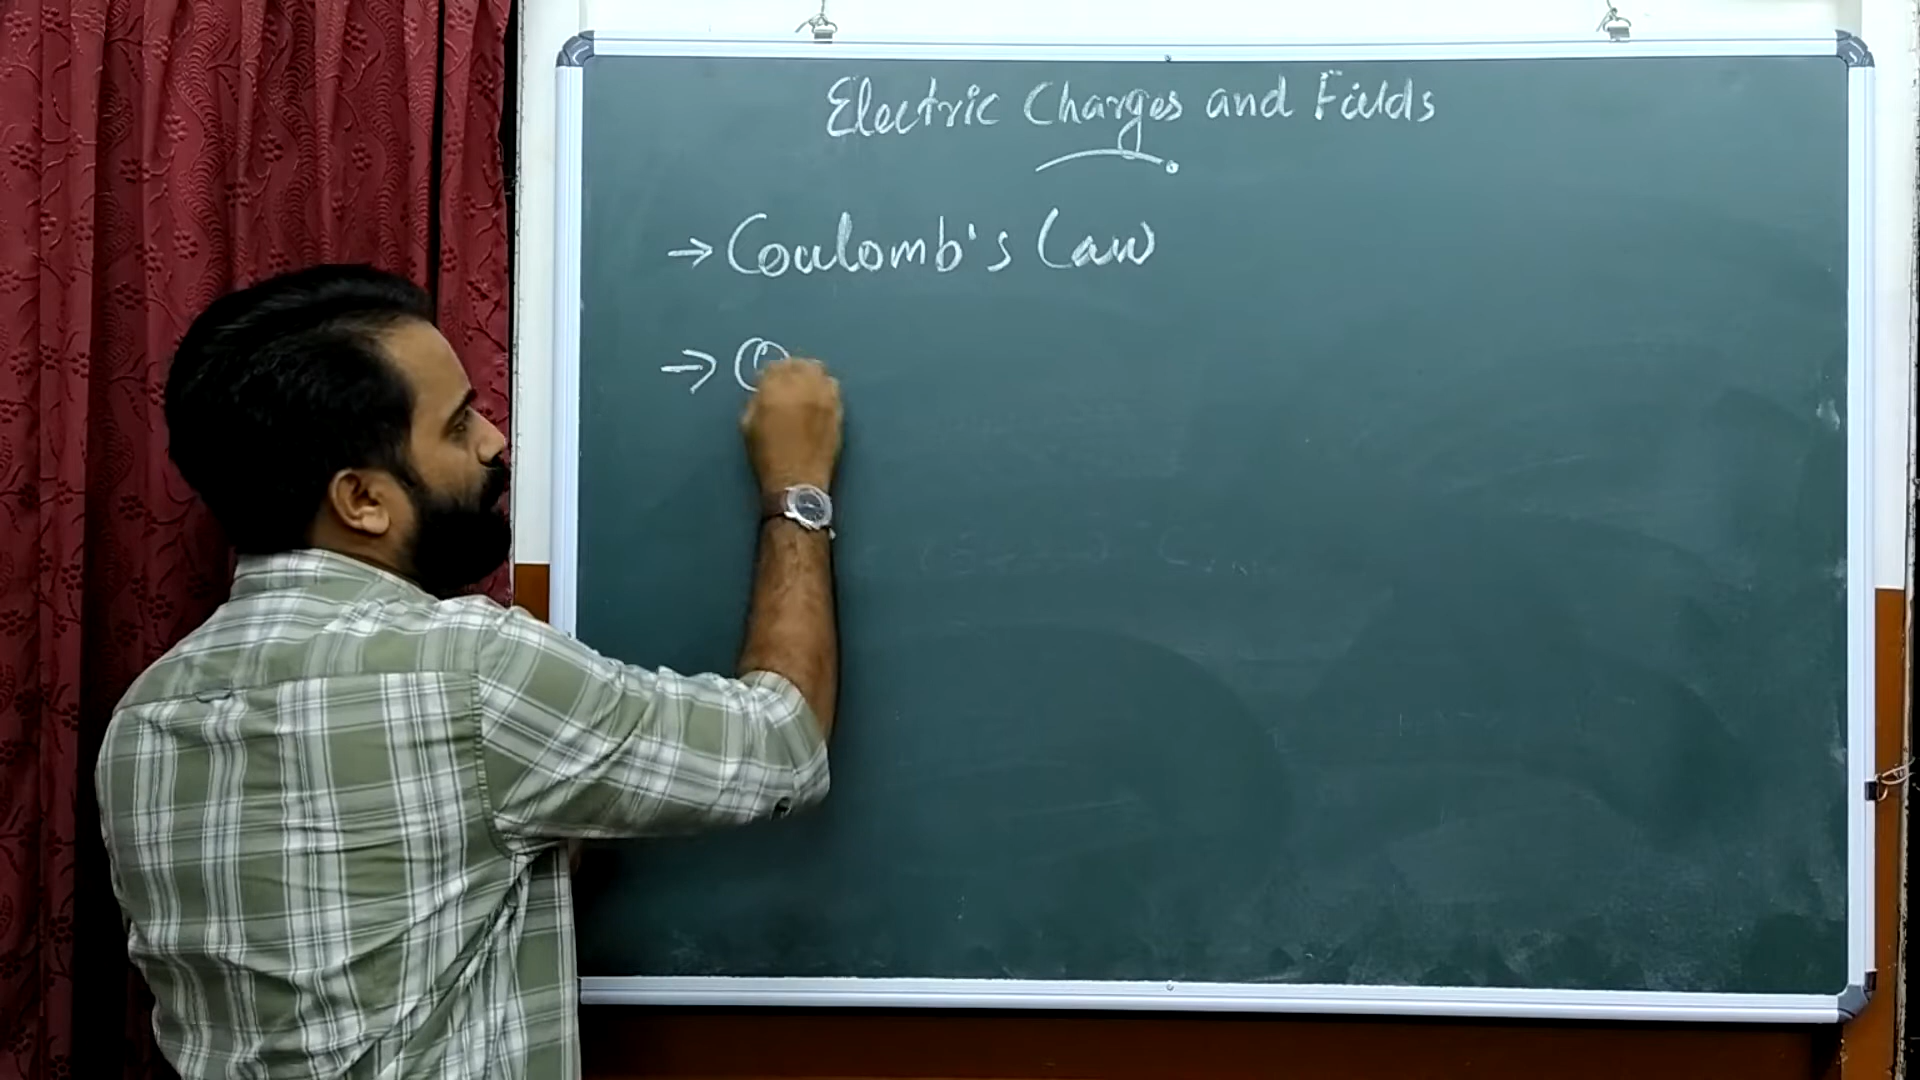 Electric Charges and Fields
→ Coulomb's Law
→